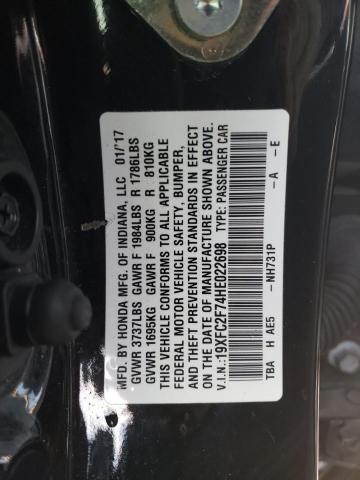 MFD. BY HONDA MFG. OF INDIANA, LLC 01/'17
GVWR 3737LBS GAWR F 1984LBS R 1786LBS
GVWR 1695KG GAWR F 900KG R 810KG
THIS VEHICLE CONFORMS TO ALL APPLICABLE
FEDERAL MOTOR VEHICLE SAFETY, BUMPER,
AND THEFT PREVENTION STANDARDS IN EFFECT
ON THE DATE OF MANUFACTURE SHOWN ABOVE.
V.I.N.:19XFC2F74HE022698 TYPE: PASSENGER CAR
TBA H AE5 -NH731P -A -E